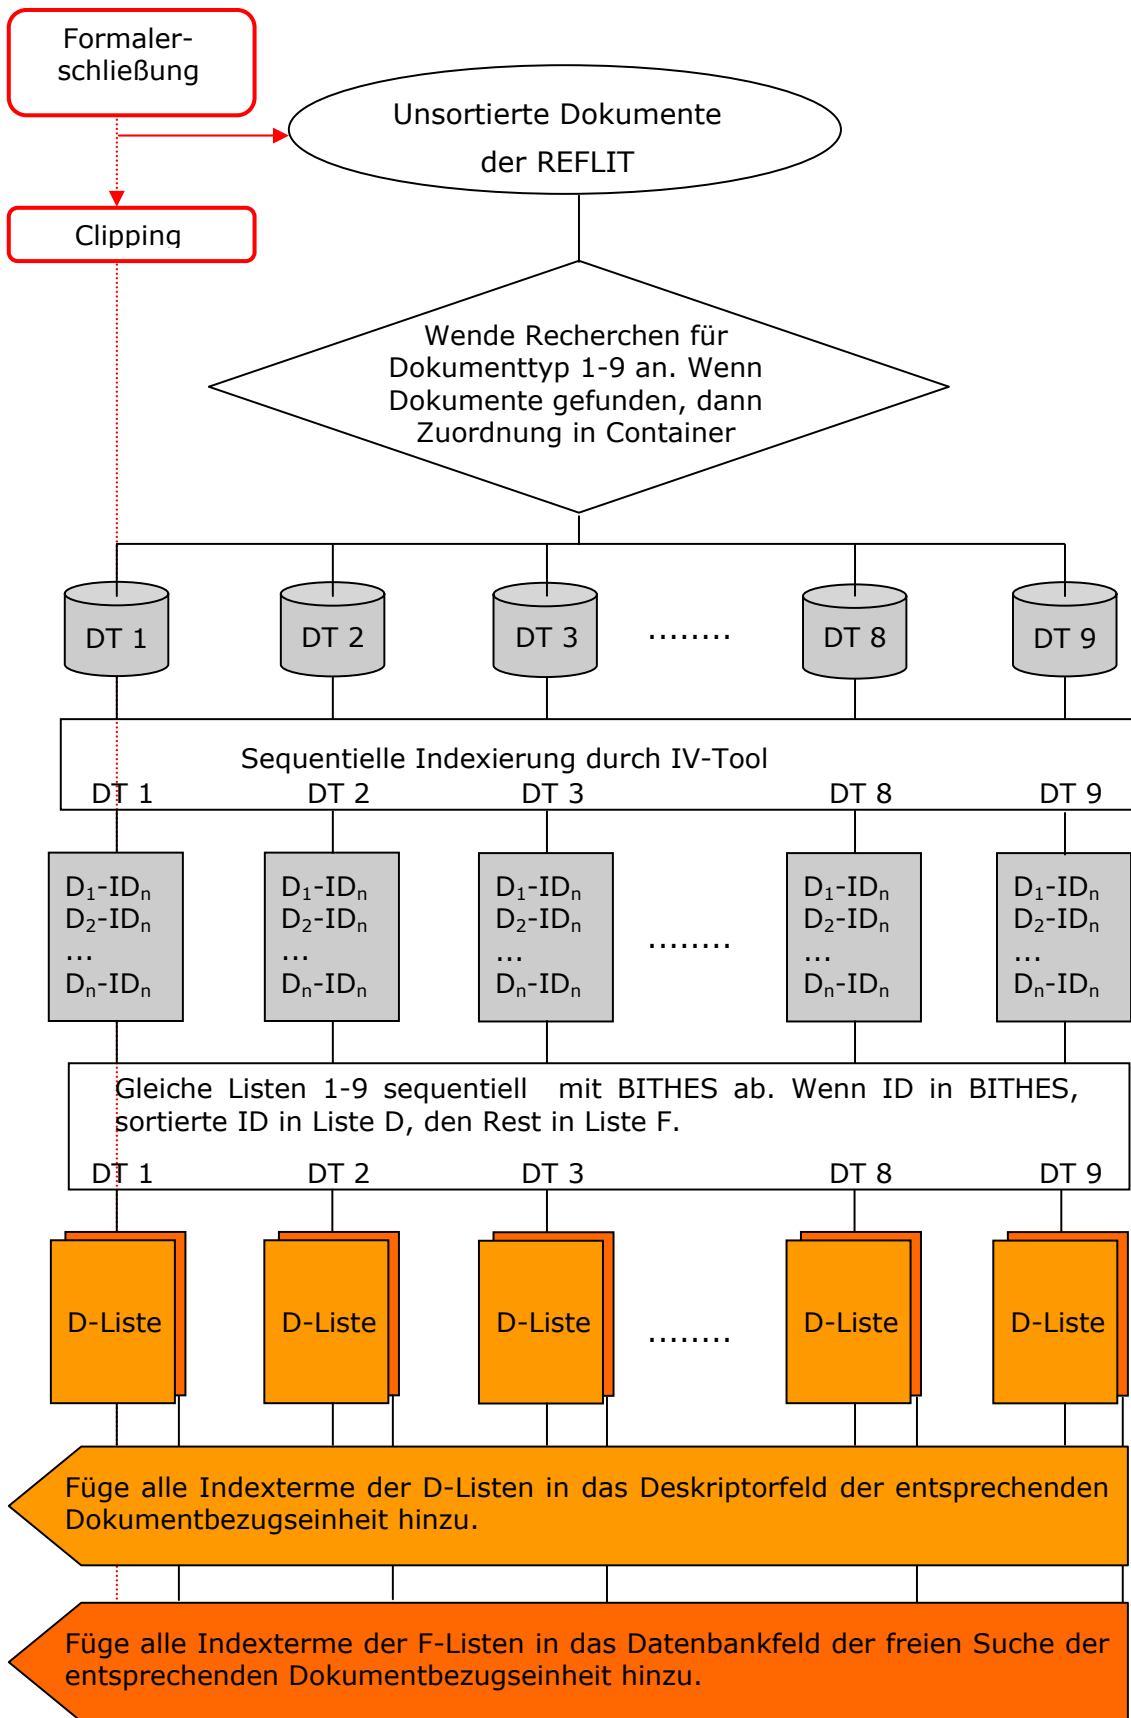 Formaler-
schließung
Unsortierte Dokumente
der REFLIT
Clipping
Wende Recherchen für
Dokumenttyp 1-9 an. Wenn
Dokumente gefunden, dann
Zuordnung in Container
DT 1 DT 2 DT 3 ........ DT 8 DT 9
Sequentielle Indexierung durch IV-Tool
DT 1 DT 2 DT 3 DT 8 DT 9
D₁-IDₙ D₁-IDₙ D₁-IDₙ D₁-IDₙ D₁-IDₙ
D₂-IDₙ D₂-IDₙ D₂-IDₙ D₂-IDₙ D₂-IDₙ
... ... ... ........ ... ...
Dₙ-IDₙ Dₙ-IDₙ Dₙ-IDₙ Dₙ-IDₙ Dₙ-IDₙ
Gleiche Listen 1-9 sequentiell mit BITHES ab. Wenn ID in BITHES,
sortierte ID in Liste D, den Rest in Liste F.
DT 1 DT 2 DT 3 DT 8 DT 9
D-Liste D-Liste D-Liste ........ D-Liste D-Liste
Füge alle Indexterme der D-Listen in das Deskriptorfeld der entsprechenden
Dokumentbezugseinheit hinzu.
Füge alle Indexterme der F-Listen in das Datenbankfeld der freien Suche der
entsprechenden Dokumentbezugseinheit hinzu.